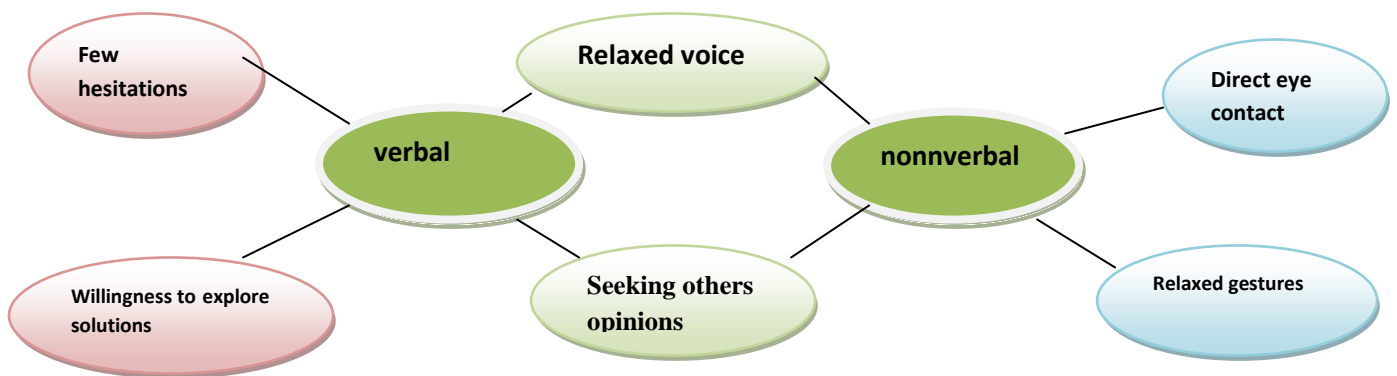 Few
hesitations
Relaxed voice
Direct eye
contact
verbal
nonnverbal
Willingness to explore
solutions
Seeking others
opinions
Relaxed gestures